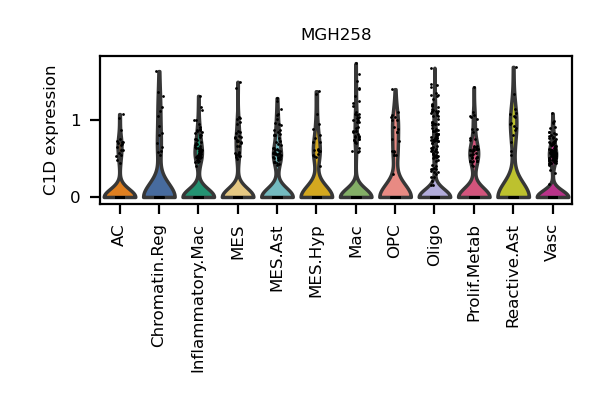 MGH258
C1D expression
1
0
AC
Chromatin.Reg
Inflammatory.Mac
MES
MES.Ast
MES.Hyp
Mac
OPC
Oligo
Prolif.Metab
Reactive.Ast
Vasc